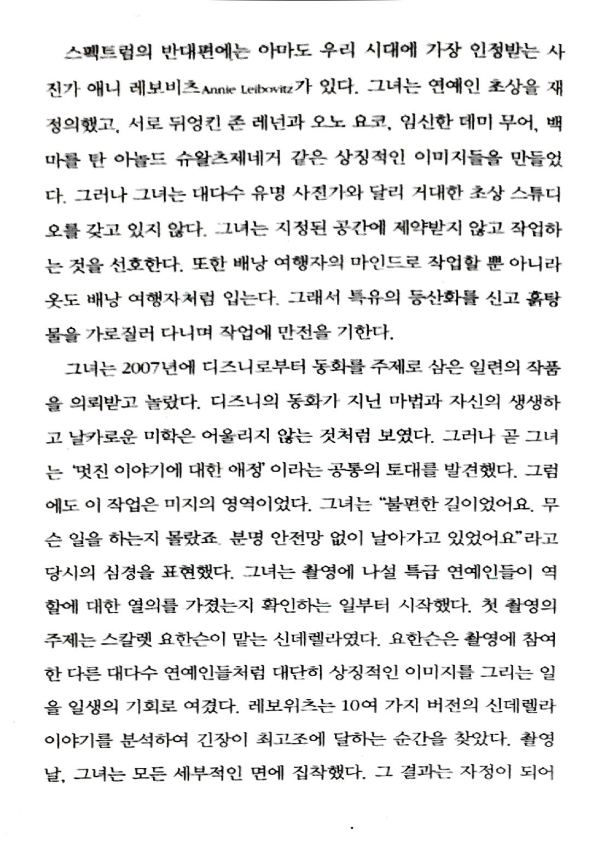 스펙트럼의 반대편에는 아마도 우리 시대에 가장 인정받는 사
진가 애니 레보비츠Annie Leibovitz가 있다. 그녀는 연예인 초상을 재
정의했고, 서로 뒤엉킨 존 레넌과 오노 요코, 임신한 데미 무어, 백
마를 탄 아놀드 슈왈츠제네거 같은 상징적인 이미지들을 만들었
다. 그러나 그녀는 대다수 유명 사진가와 달리 거대한 초상 스튜디
오를 갖고 있지 않다. 그녀는 지정된 공간에 제약받지 않고 작업하
는 것을 선호한다. 또한 배낭 여행자의 마인드로 작업할 뿐 아니라
옷도 배낭 여행자처럼 입는다. 그래서 특유의 등산화를 신고 흙탕
물을 가로질러 다니며 작업에 만전을 기한다.
그녀는 2007년에 디즈니로부터 동화를 주제로 삼은 일련의 작품
을 의뢰받고 놀랐다. 디즈니의 동화가 지닌 마법과 자신의 생생하
고 날카로운 미학은 어울리지 않는 것처럼 보였다. 그러나 곧 그녀
는 '멋진 이야기에 대한 애정'이라는 공통의 토대를 발견했다. 그럼
에도 이 작업은 미지의 영역이었다. 그녀는 "불편한 길이었어요. 무
슨 일을 하는지 몰랐죠. 분명 안전망 없이 날아가고 있었어요"라고
당시의 심경을 표현했다. 그녀는 촬영에 나설 특급 연예인들이 역
할에 대한 열의를 가졌는지 확인하는 일부터 시작했다. 첫 촬영의
주제는 스칼렛 요한슨이 맡는 신데렐라였다. 요한슨은 촬영에 참여
한 다른 대다수 연예인들처럼 대단히 상징적인 이미지를 그리는 일
을 일생의 기회로 여겼다. 레보위츠는 10여 가지 버전의 신데렐라
이야기를 분석하여 긴장이 최고조에 달하는 순간을 찾았다. 촬영
날, 그녀는 모든 세부적인 면에 집착했다. 그 결과는 자정이 되어